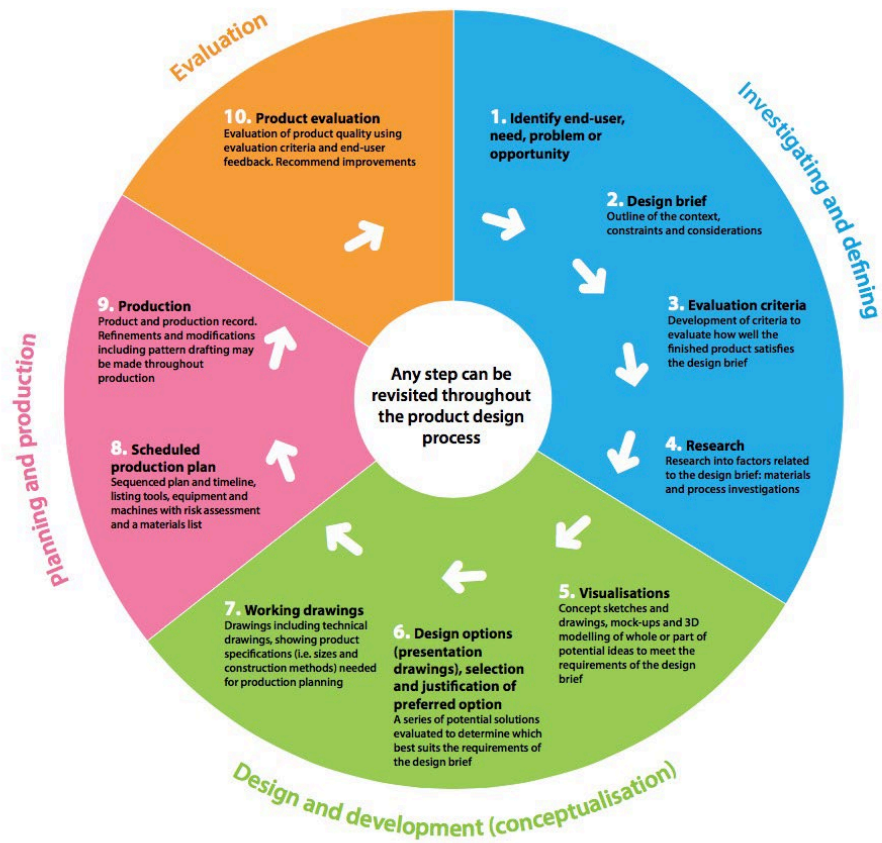 Evaluation
Investigating and defining
Design and development (conceptualisation)
Planning and production
1. Identify end-user,
need, problem or
opportunity
2. Design brief
Outline of the context,
constraints and considerations
3. Evaluation criteria
Development of criteria to
evaluate how well the
finished product satisfies
the design brief
4. Research
Research into factors related
to the design brief: materials
and process investigations
5. Visualisations
Concept sketches and
drawings, mock-ups and 3D
modelling of whole or part of
potential ideas to meet the
requirements of the design
brief
6. Design options
(presentation
drawings), selection
and justification of
preferred option
A series of potential solutions
evaluated to determine which
best suits the requirements of
the design brief
7. Working drawings
Drawings including technical
drawings, showing product
specifications (i.e. sizes and
construction methods) needed
for production planning
8. Scheduled
production plan
Sequenced plan and timeline,
listing tools, equipment and
machines with risk assessment
and a materials list
9. Production
Product and production record.
Refinements and modifications
including pattern drafting may
be made throughout
production
10. Product evaluation
Evaluation of product quality using
evaluation criteria and end-user
feedback. Recommend improvements
Any step can be
revisited throughout
the product design
process